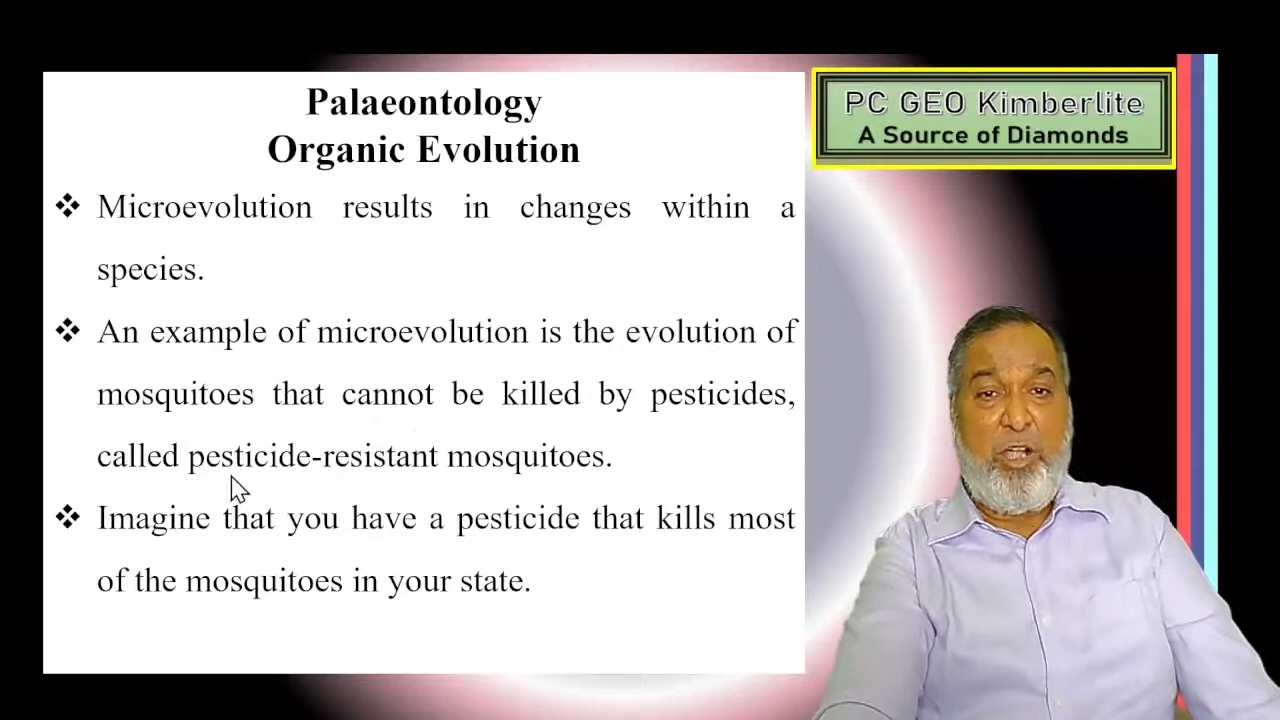 Palaeontology
Organic Evolution
❖ Microevolution results in changes within a
species.
❖ An example of microevolution is the evolution of
mosquitoes that cannot be killed by pesticides,
called pesticide-resistant mosquitoes.
❖ Imagine that you have a pesticide that kills most
of the mosquitoes in your state.
PC GEO Kimberlite
A Source of Diamonds